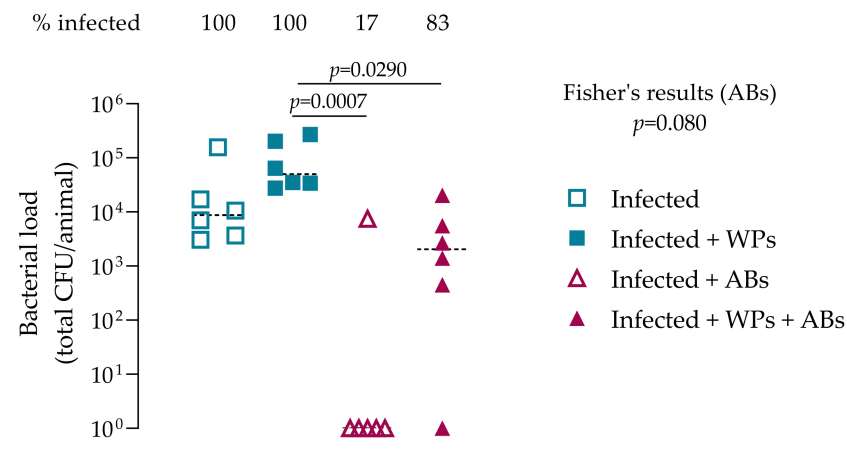 % infected 100 100 17 83
p=0.0290
p=0.0007
Fisher's results (ABs)
p=0.080
10⁶
10⁵
10⁴
10³
10²
10¹
10⁰
Bacterial load
(total CFU/animal)
Infected
Infected + WPs
Infected + ABs
Infected + WPs + ABs